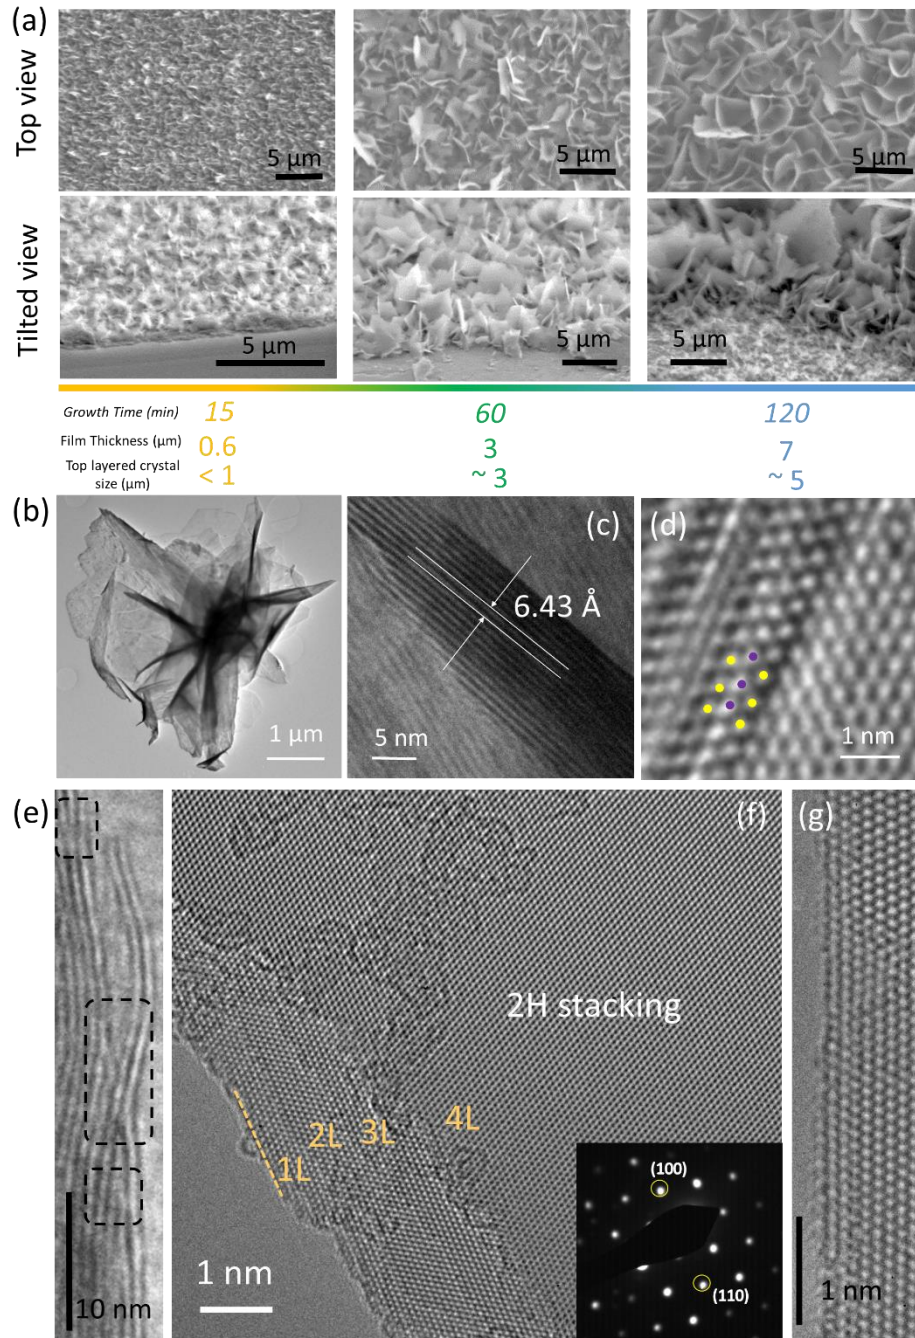 (a)
Top view
5 μm
5 μm
5 μm
Tilted view
5 μm
5 μm
5 μm
Growth Time (min) 15 60 120
Film Thickness (μm) 0.6 3 7
Top layered crystal
size (μm) < 1 ~ 3 ~ 5
(b)
1 μm
(c)
6.43 Å
5 nm
(d)
1 nm
(e)
10 nm
(f)
2H stacking
1L
2L
3L
4L
1 nm
(100)
(110)
(g)
1 nm